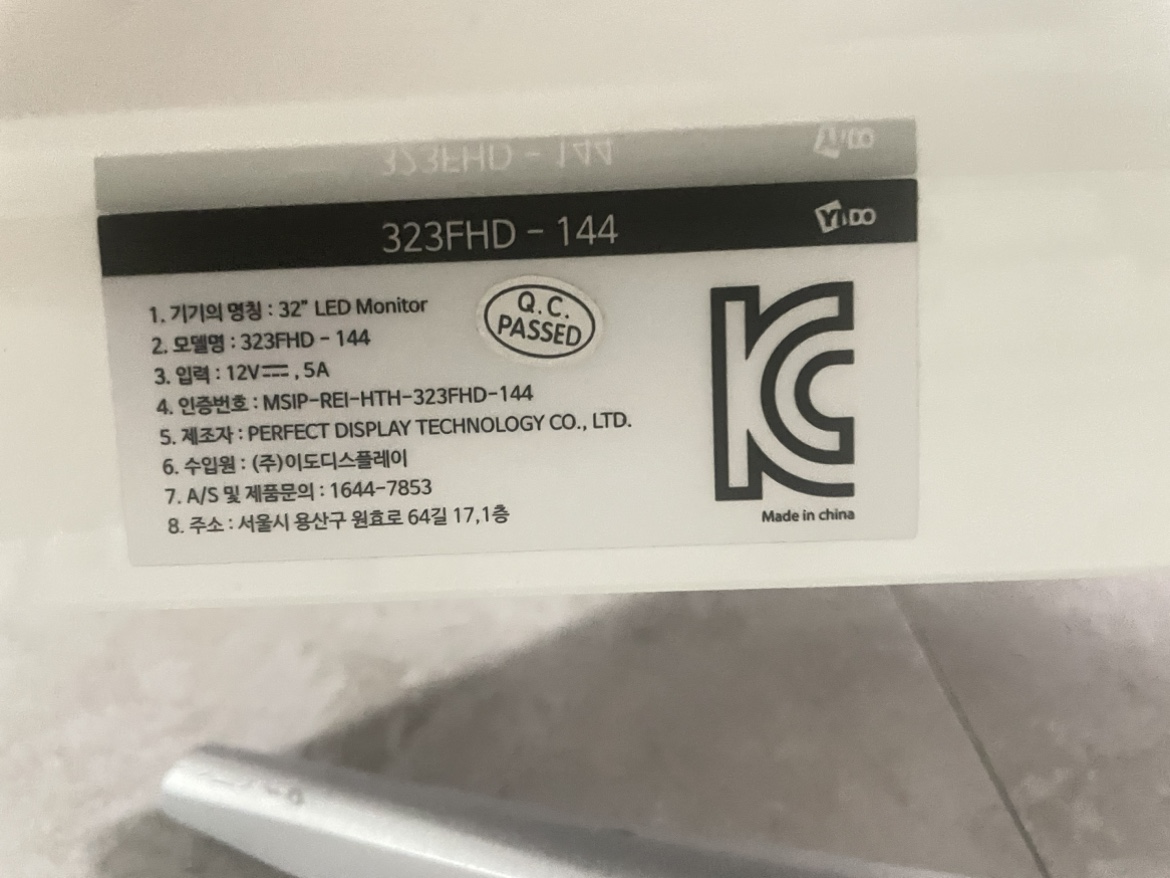 323FHD - 144
YIDO
1. 기기의 명칭 : 32" LED Monitor
2. 모델명 : 323FHD - 144
3. 입력 : 12V⎓, 5A
4. 인증번호 : MSIP-REI-HTH-323FHD-144
5. 제조자 : PERFECT DISPLAY TECHNOLOGY CO., LTD.
6. 수입원 : (주)이도디스플레이
7. A/S 및 제품문의 : 1644-7853
8. 주소 : 서울시 용산구 원효로 64길 17,1층
Q.C.
PASSED
KC
Made in china